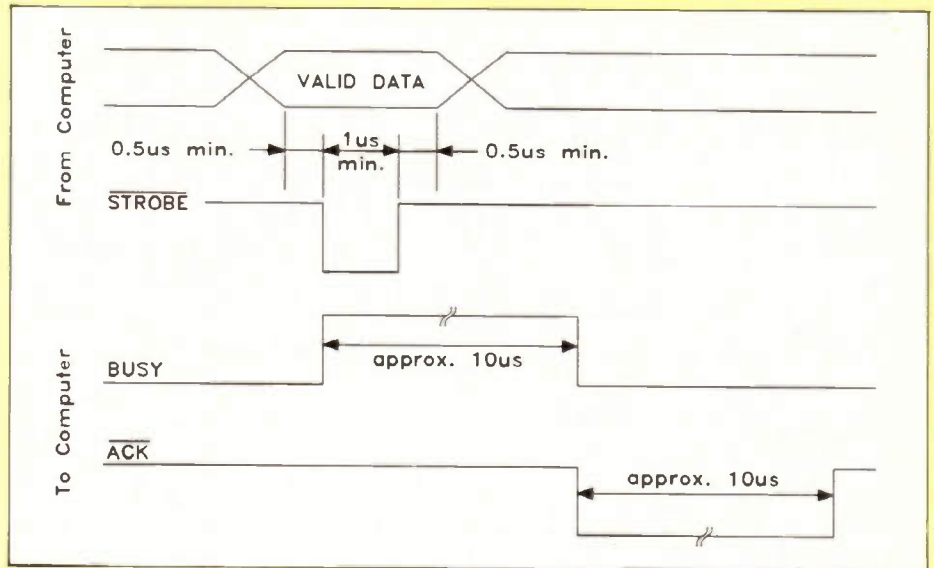 From Computer
VALID DATA
0.5us min.
1us
min.
0.5us min.
STROBE
To Computer
BUSY
approx. 10us
ACK
approx. 10us